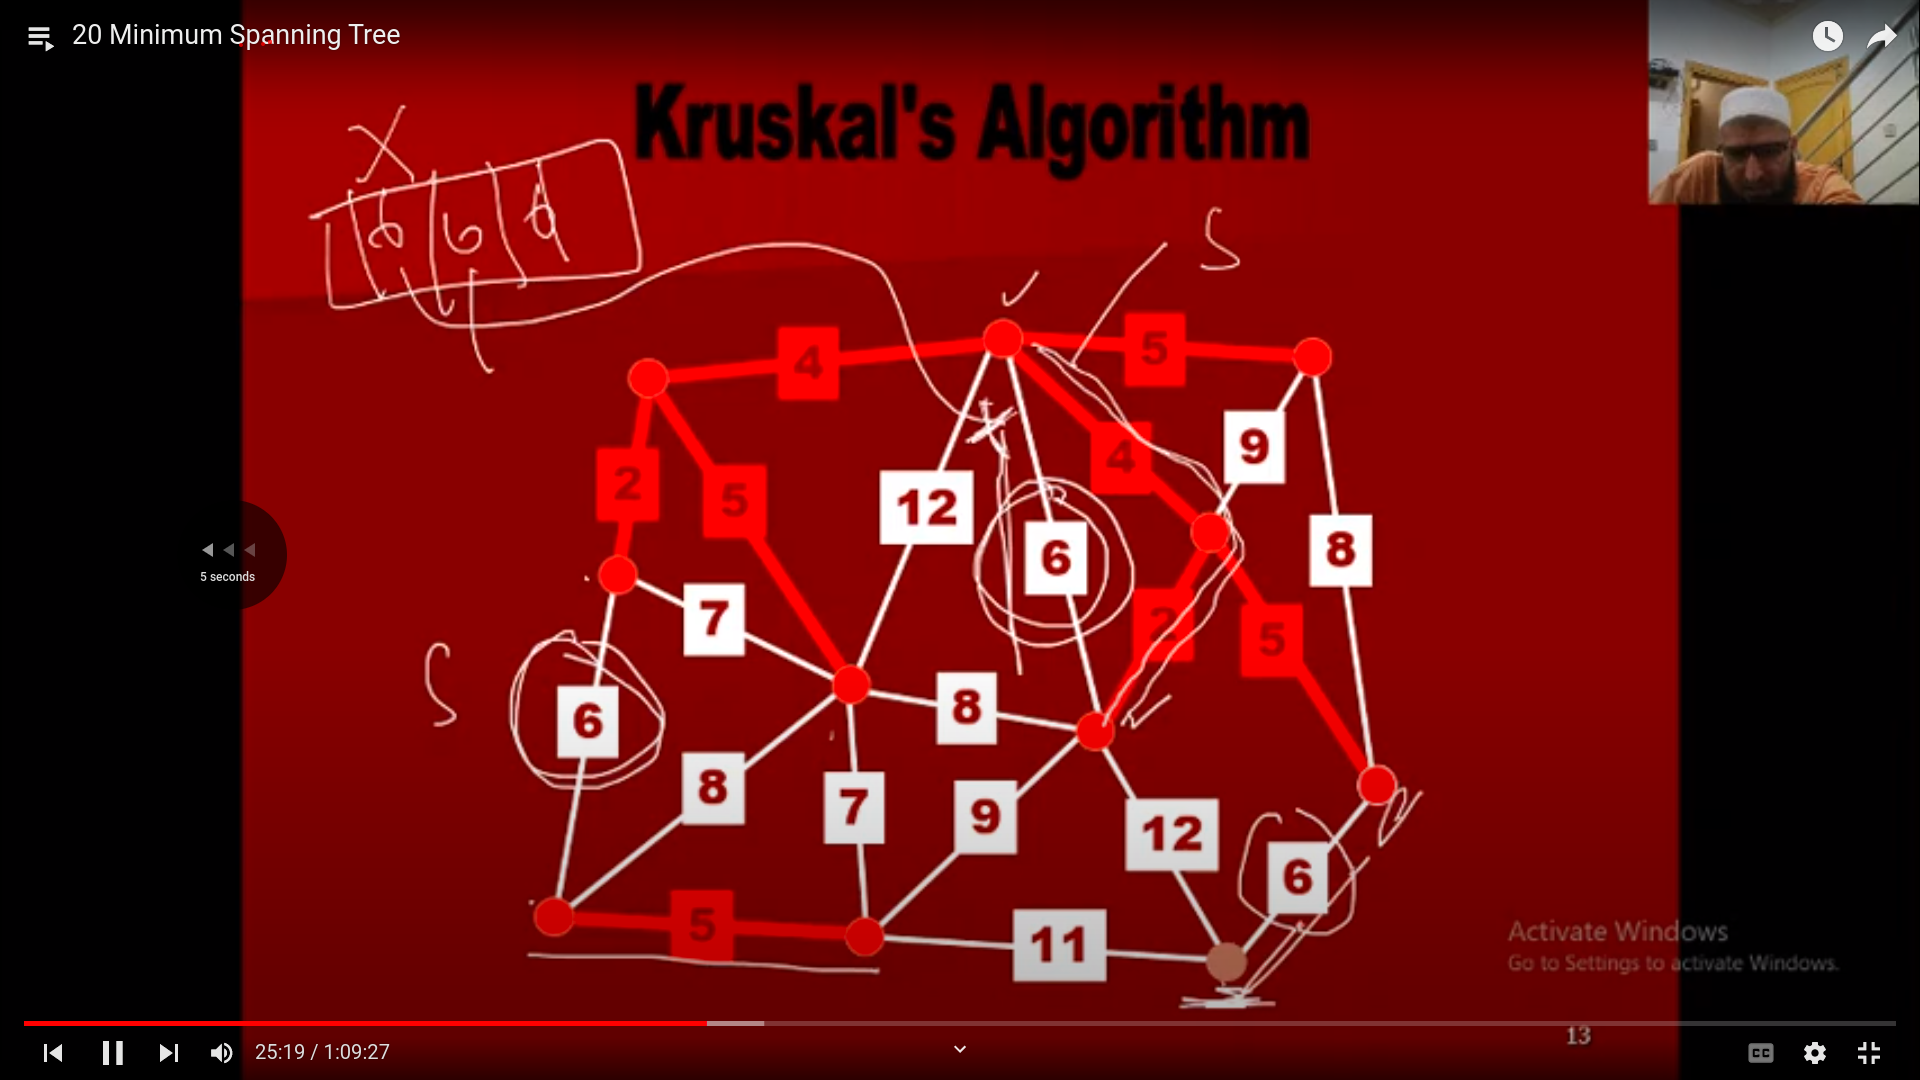 20 Minimum Spanning Tree
Kruskal's Algorithm
X
6 6 6
S
4
5
2
5
12
6
4
9
8
7
2
5
S
6
8
8
7
9
12
6
5
11
5 seconds
Activate Windows
Go to Settings to activate Windows.
13
25:19 / 1:09:27
CC